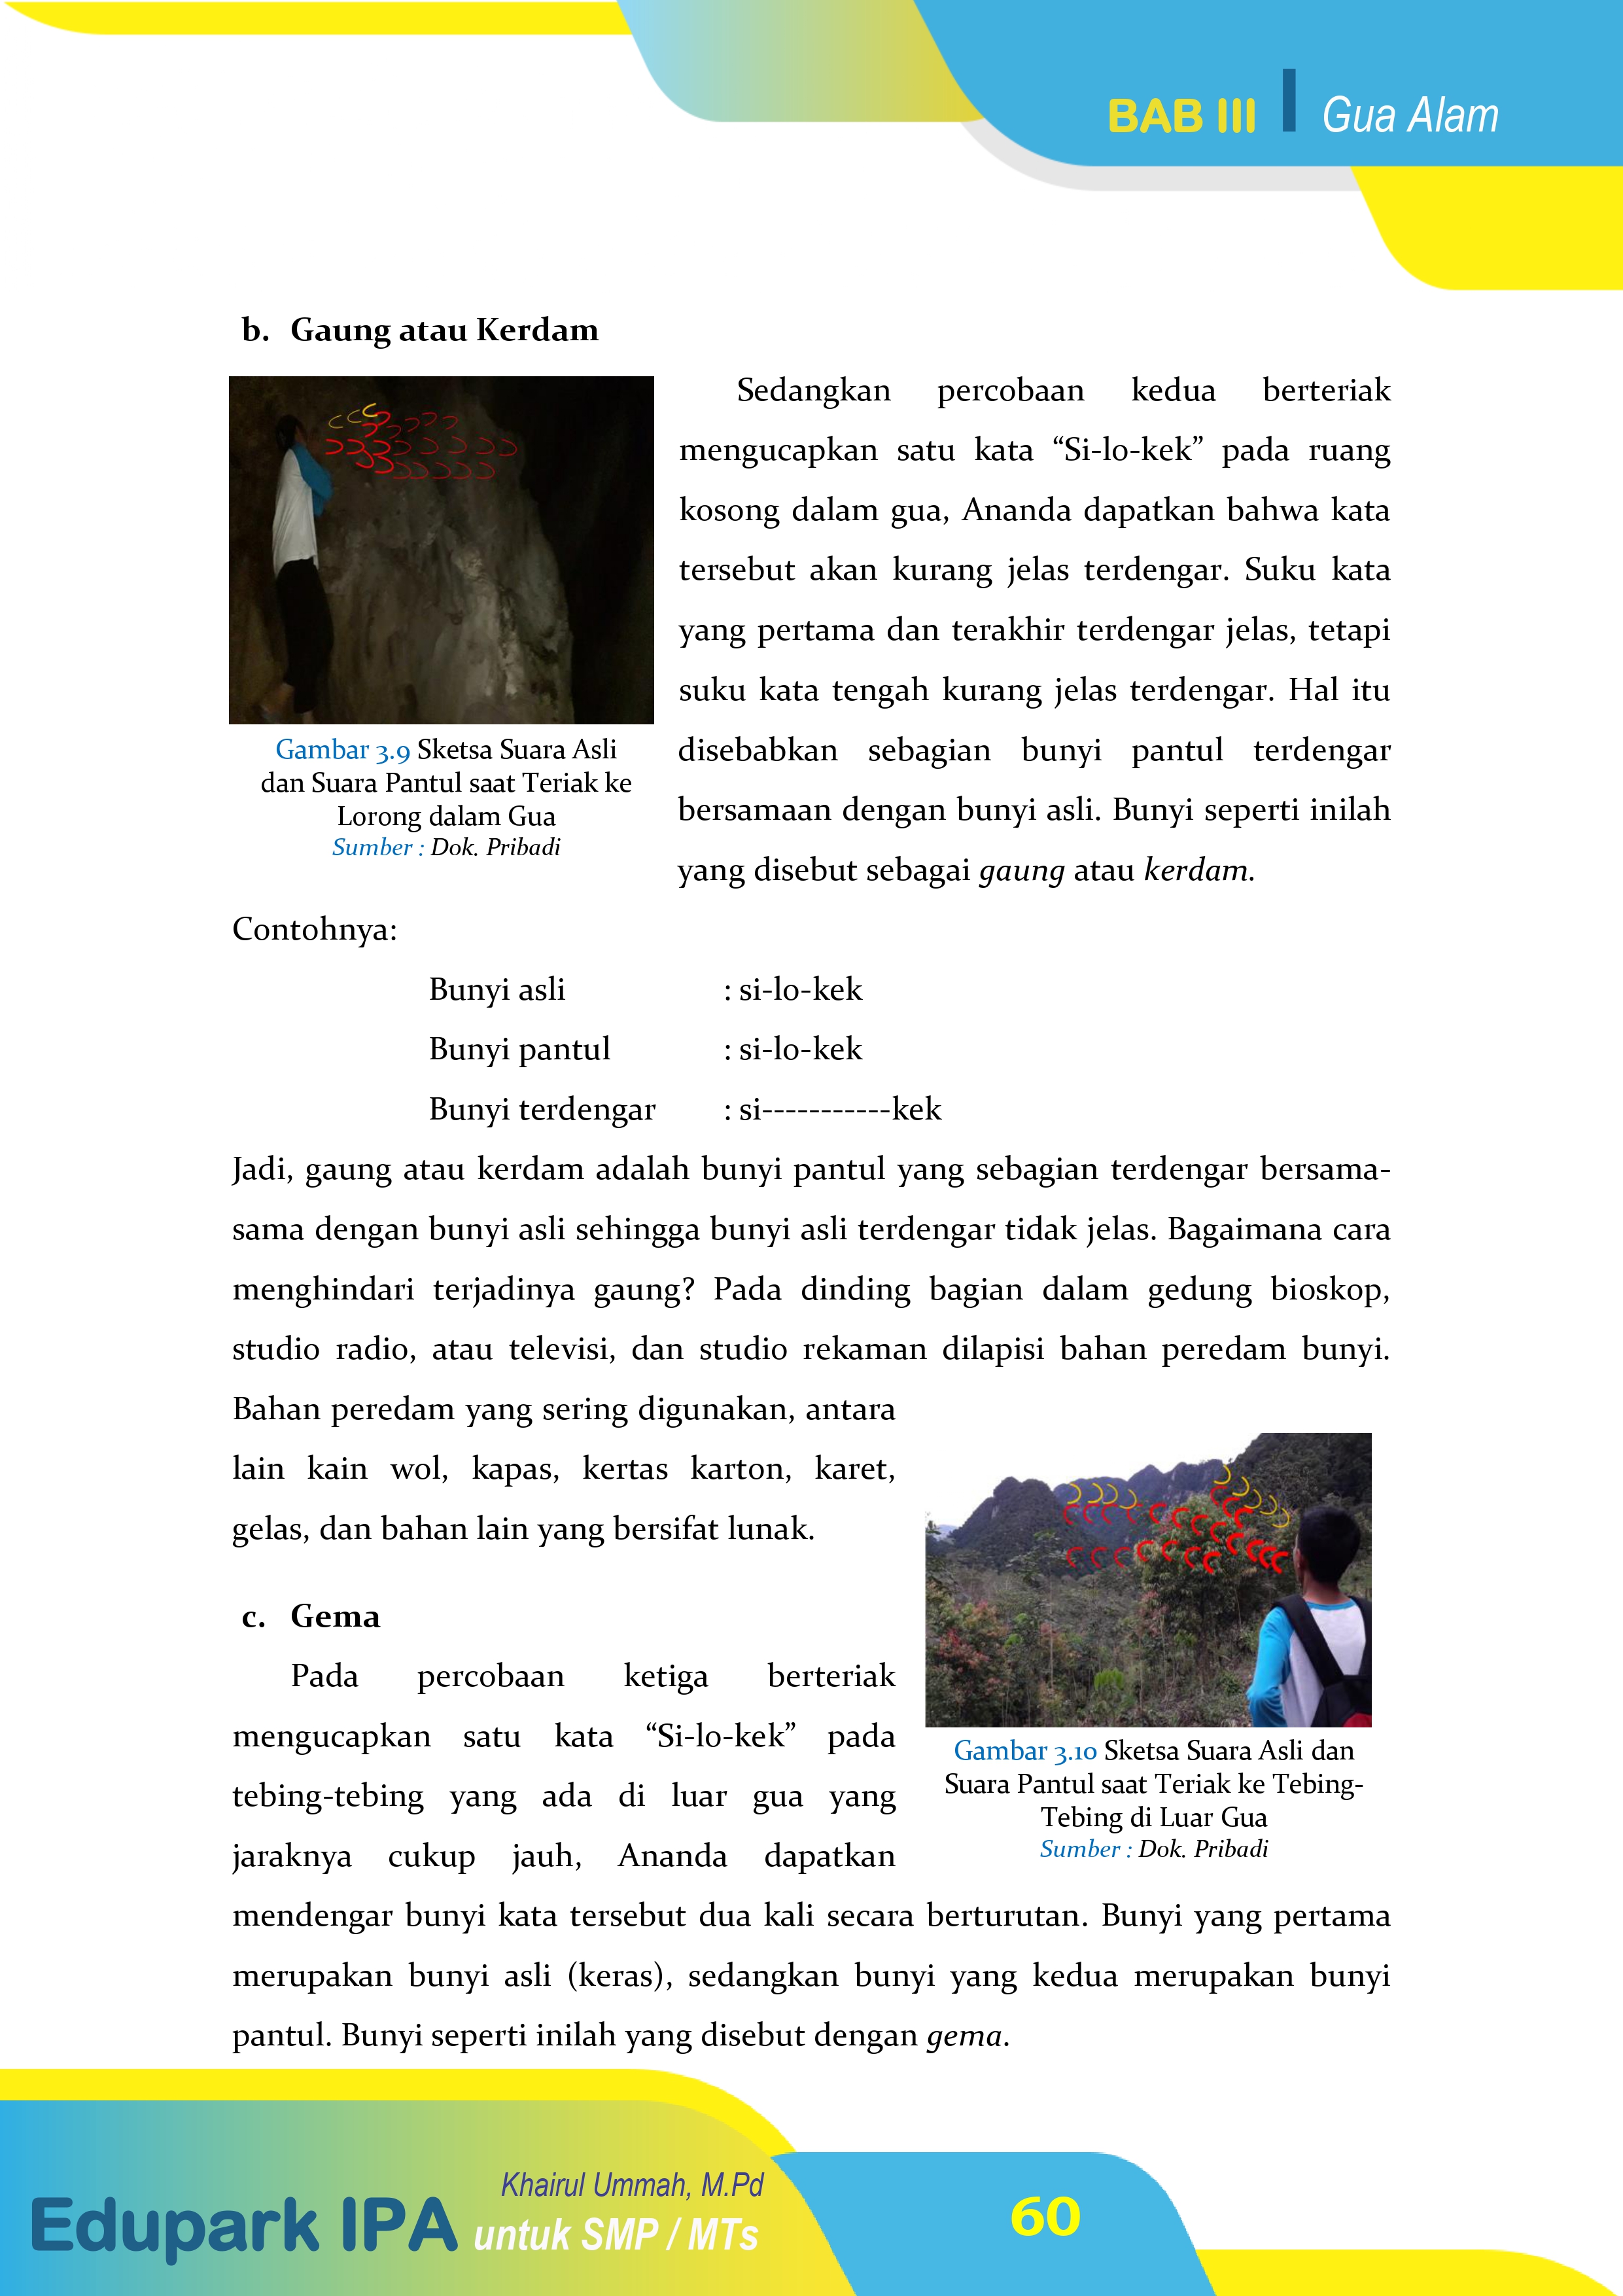 BAB III Gua Alam
b. Gaung atau Kerdam
Sedangkan percobaan kedua berteriak
mengucapkan satu kata “Si-lo-kek” pada ruang
kosong dalam gua, Ananda dapatkan bahwa kata
tersebut akan kurang jelas terdengar. Suku kata
yang pertama dan terakhir terdengar jelas, tetapi
suku kata tengah kurang jelas terdengar. Hal itu
disebabkan sebagian bunyi pantul terdengar
bersamaan dengan bunyi asli. Bunyi seperti inilah
yang disebut sebagai gaung atau kerdam.
Gambar 3.9 Sketsa Suara Asli
dan Suara Pantul saat Teriak ke
Lorong dalam Gua
Sumber : Dok. Pribadi
Contohnya:
Bunyi asli : si-lo-kek
Bunyi pantul : si-lo-kek
Bunyi terdengar : si-----------kek
Jadi, gaung atau kerdam adalah bunyi pantul yang sebagian terdengar bersama-
sama dengan bunyi asli sehingga bunyi asli terdengar tidak jelas. Bagaimana cara
menghindari terjadinya gaung? Pada dinding bagian dalam gedung bioskop,
studio radio, atau televisi, dan studio rekaman dilapisi bahan peredam bunyi.
Bahan peredam yang sering digunakan, antara
lain kain wol, kapas, kertas karton, karet,
gelas, dan bahan lain yang bersifat lunak.
c. Gema
Pada percobaan ketiga berteriak
mengucapkan satu kata “Si-lo-kek” pada
tebing-tebing yang ada di luar gua yang
jaraknya cukup jauh, Ananda dapatkan
mendengar bunyi kata tersebut dua kali secara berturutan. Bunyi yang pertama
merupakan bunyi asli (keras), sedangkan bunyi yang kedua merupakan bunyi
pantul. Bunyi seperti inilah yang disebut dengan gema.
Gambar 3.10 Sketsa Suara Asli dan
Suara Pantul saat Teriak ke Tebing-
Tebing di Luar Gua
Sumber : Dok. Pribadi
Khairul Ummah, M.Pd
Edupark IPA untuk SMP / MTs
60